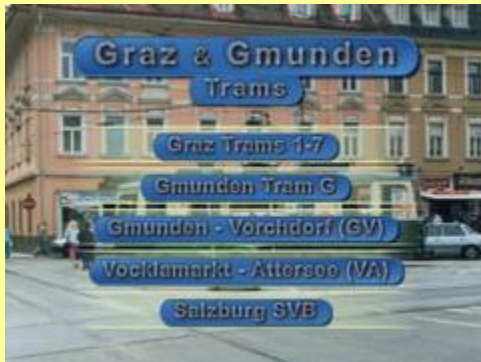 Graz & Gmunden
Trams
Graz Trams 1-7
Gmunden Tram G
Gmunden - Vorchdorf (GV)
Vocklamarkt - Attersee (VA)
Salzburg SVB